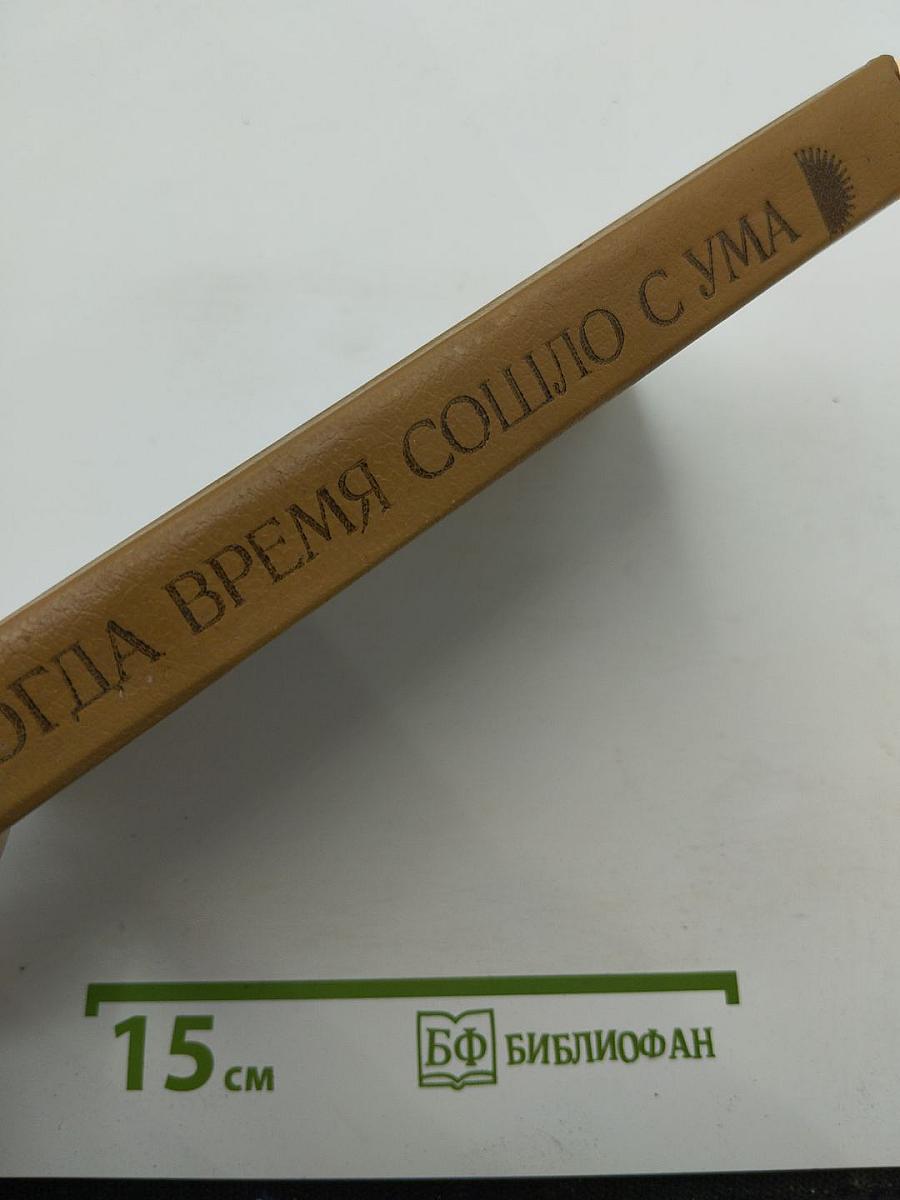 ОГДА ВРЕМЯ СОШЛО С УМА
15 см
БФ БИБЛИОФАН